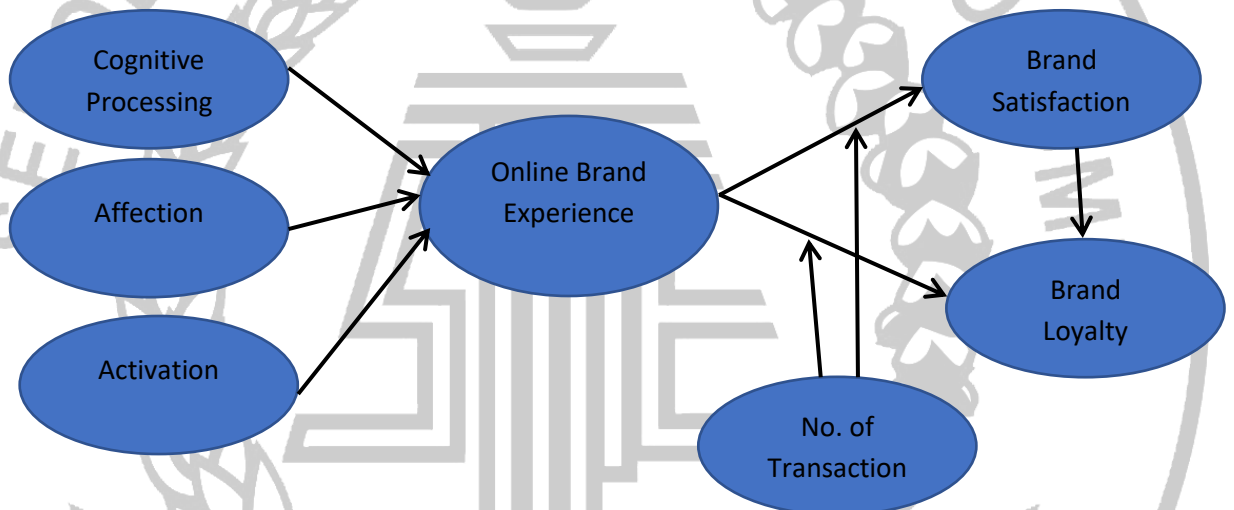 Cognitive
Processing
Affection
Activation
Online Brand
Experience
Brand
Satisfaction
Brand
Loyalty
No. of
Transaction